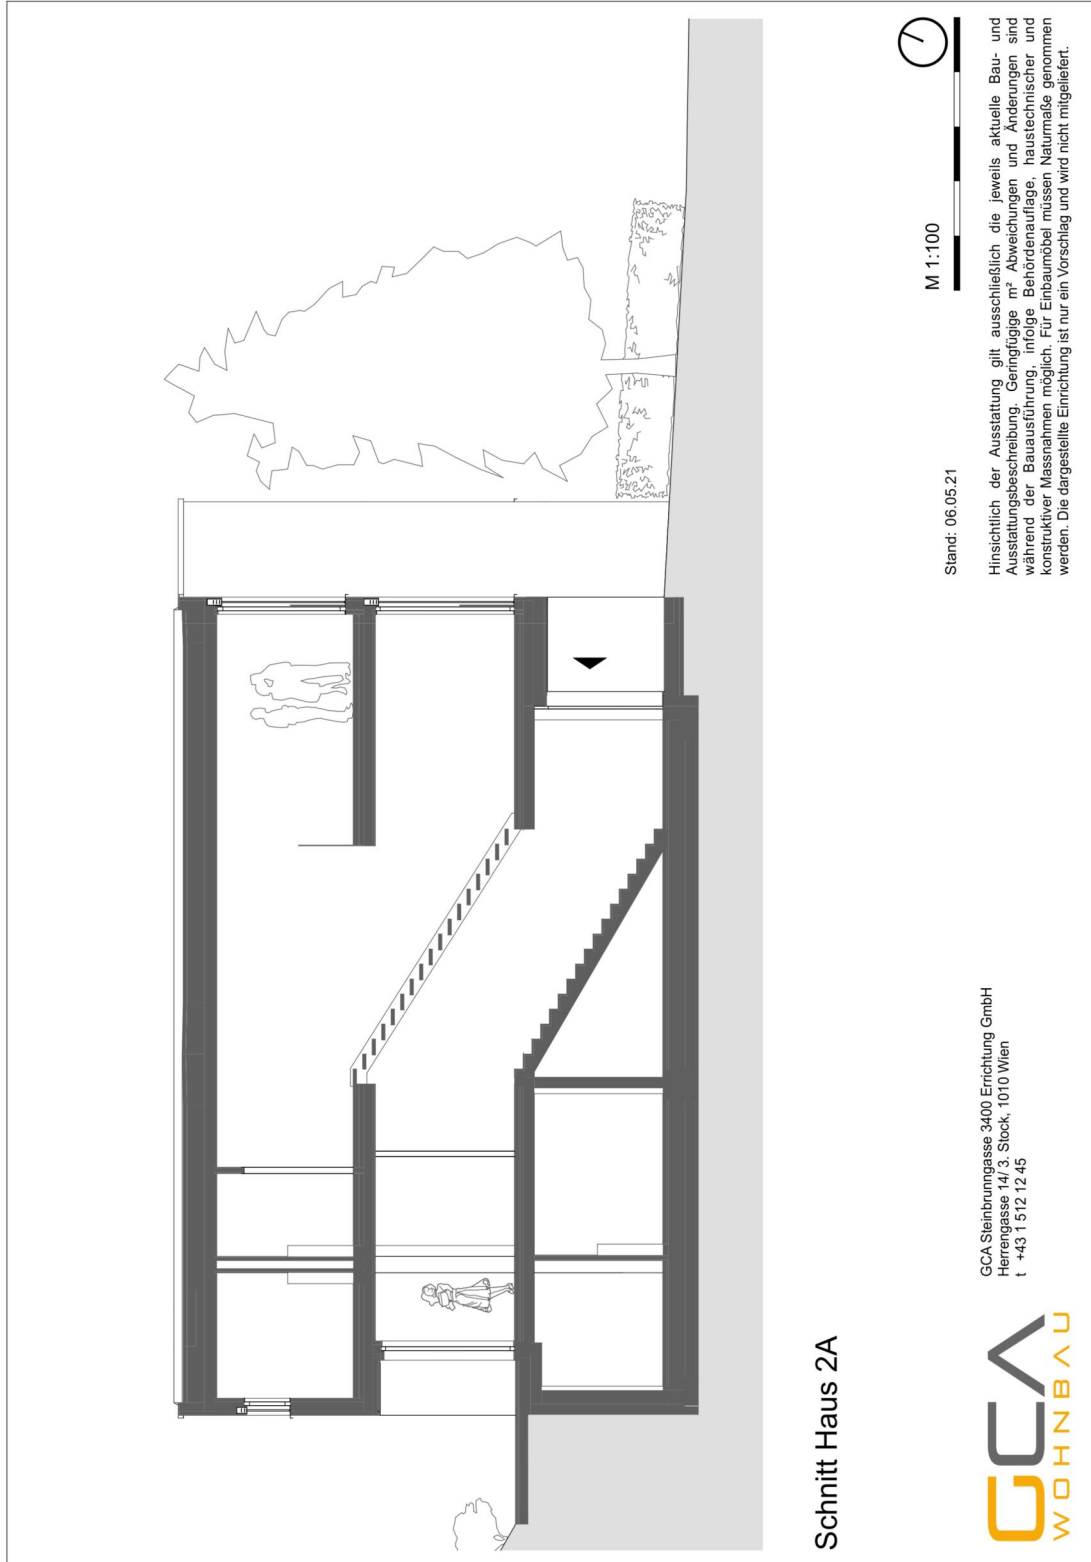 Schnitt Haus 2A
M 1:100
Stand: 06.05.21
Hinsichtlich der Ausstattung gilt ausschließlich die jeweils aktuelle Bau- und
Ausstattungsbeschreibung. Geringfügige m² Abweichungen und Änderungen sind
während der Bauausführung, infolge Behördenauflage, haustechnischer und
konstruktiver Massnahmen möglich. Für Einbaumöbel müssen Naturmaße genommen
werden. Die dargestellte Einrichtung ist nur ein Vorschlag und wird nicht mitgeliefert.
GCA
WOHNBAU
GCA Steinbrunngasse 3400 Errichtung GmbH
Herrengasse 14/ 3. Stock, 1010 Wien
t +43 1 512 12 45